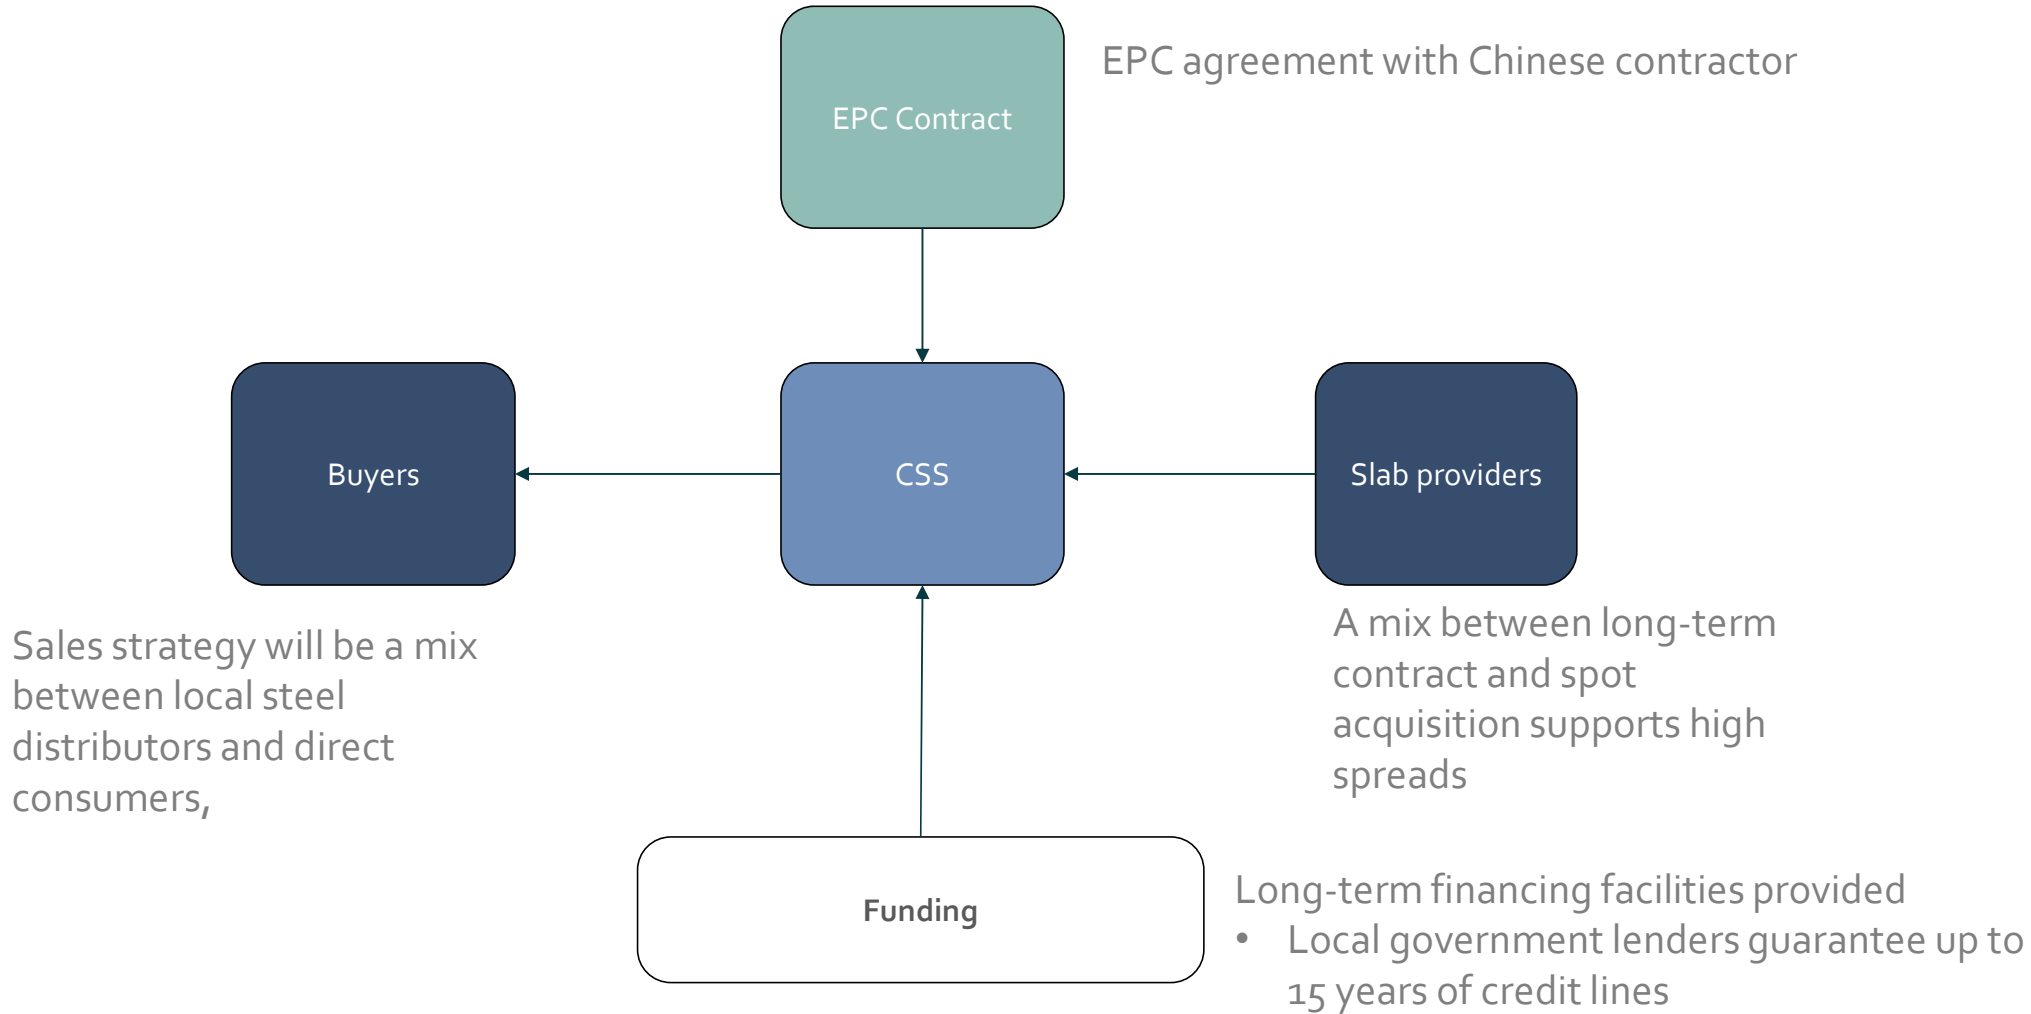 EPC agreement with Chinese contractor
EPC Contract
Buyers
CSS
Slab providers
Sales strategy will be a mix
between local steel
distributors and direct
consumers,
A mix between long-term
contract and spot
acquisition supports high
spreads
Funding
Long-term financing facilities provided
• Local government lenders guarantee up to
15 years of credit lines